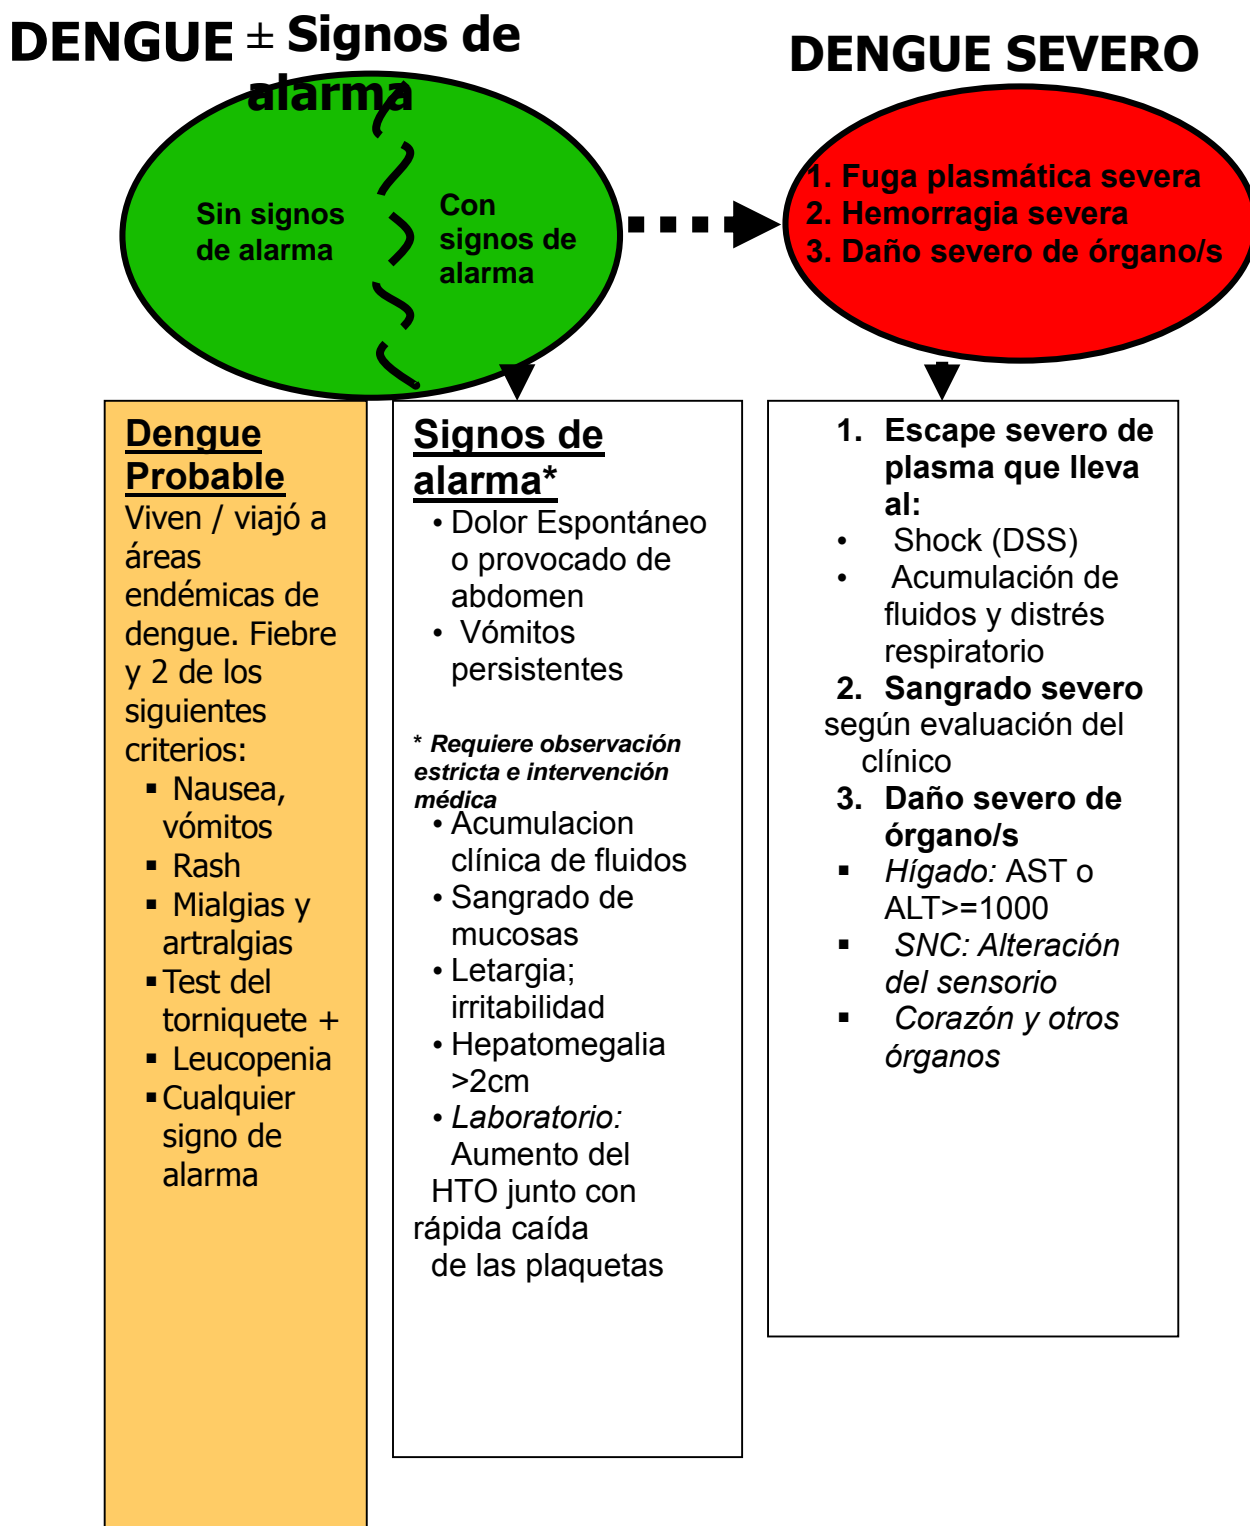 DENGUE ± Signos de
alarma
DENGUE SEVERO
Sin signos
de alarma
Con
signos de
alarma
1. Fuga plasmática severa
2. Hemorragia severa
3. Daño severo de órgano/s
Dengue
Probable
Viven / viajó a
áreas
endémicas de
dengue. Fiebre
y 2 de los
siguientes
criterios:
▪ Nausea,
vómitos
▪ Rash
▪ Mialgias y
artralgias
▪ Test del
torniquete +
▪ Leucopenia
▪ Cualquier
signo de
alarma
Signos de
alarma*
• Dolor Espontáneo
o provocado de
abdomen
• Vómitos
persistentes
* Requiere observación
estricta e intervención
médica
• Acumulacion
clínica de fluidos
• Sangrado de
mucosas
• Letargia;
irritabilidad
• Hepatomegalia
>2cm
• Laboratorio:
Aumento del
HTO junto con
rápida caída
de las plaquetas
1. Escape severo de
plasma que lleva
al:
• Shock (DSS)
• Acumulación de
fluidos y distrés
respiratorio
2. Sangrado severo
según evaluación del
clínico
3. Daño severo de
órgano/s
▪ Hígado: AST o
ALT>=1000
▪ SNC: Alteración
del sensorio
▪ Corazón y otros
órganos